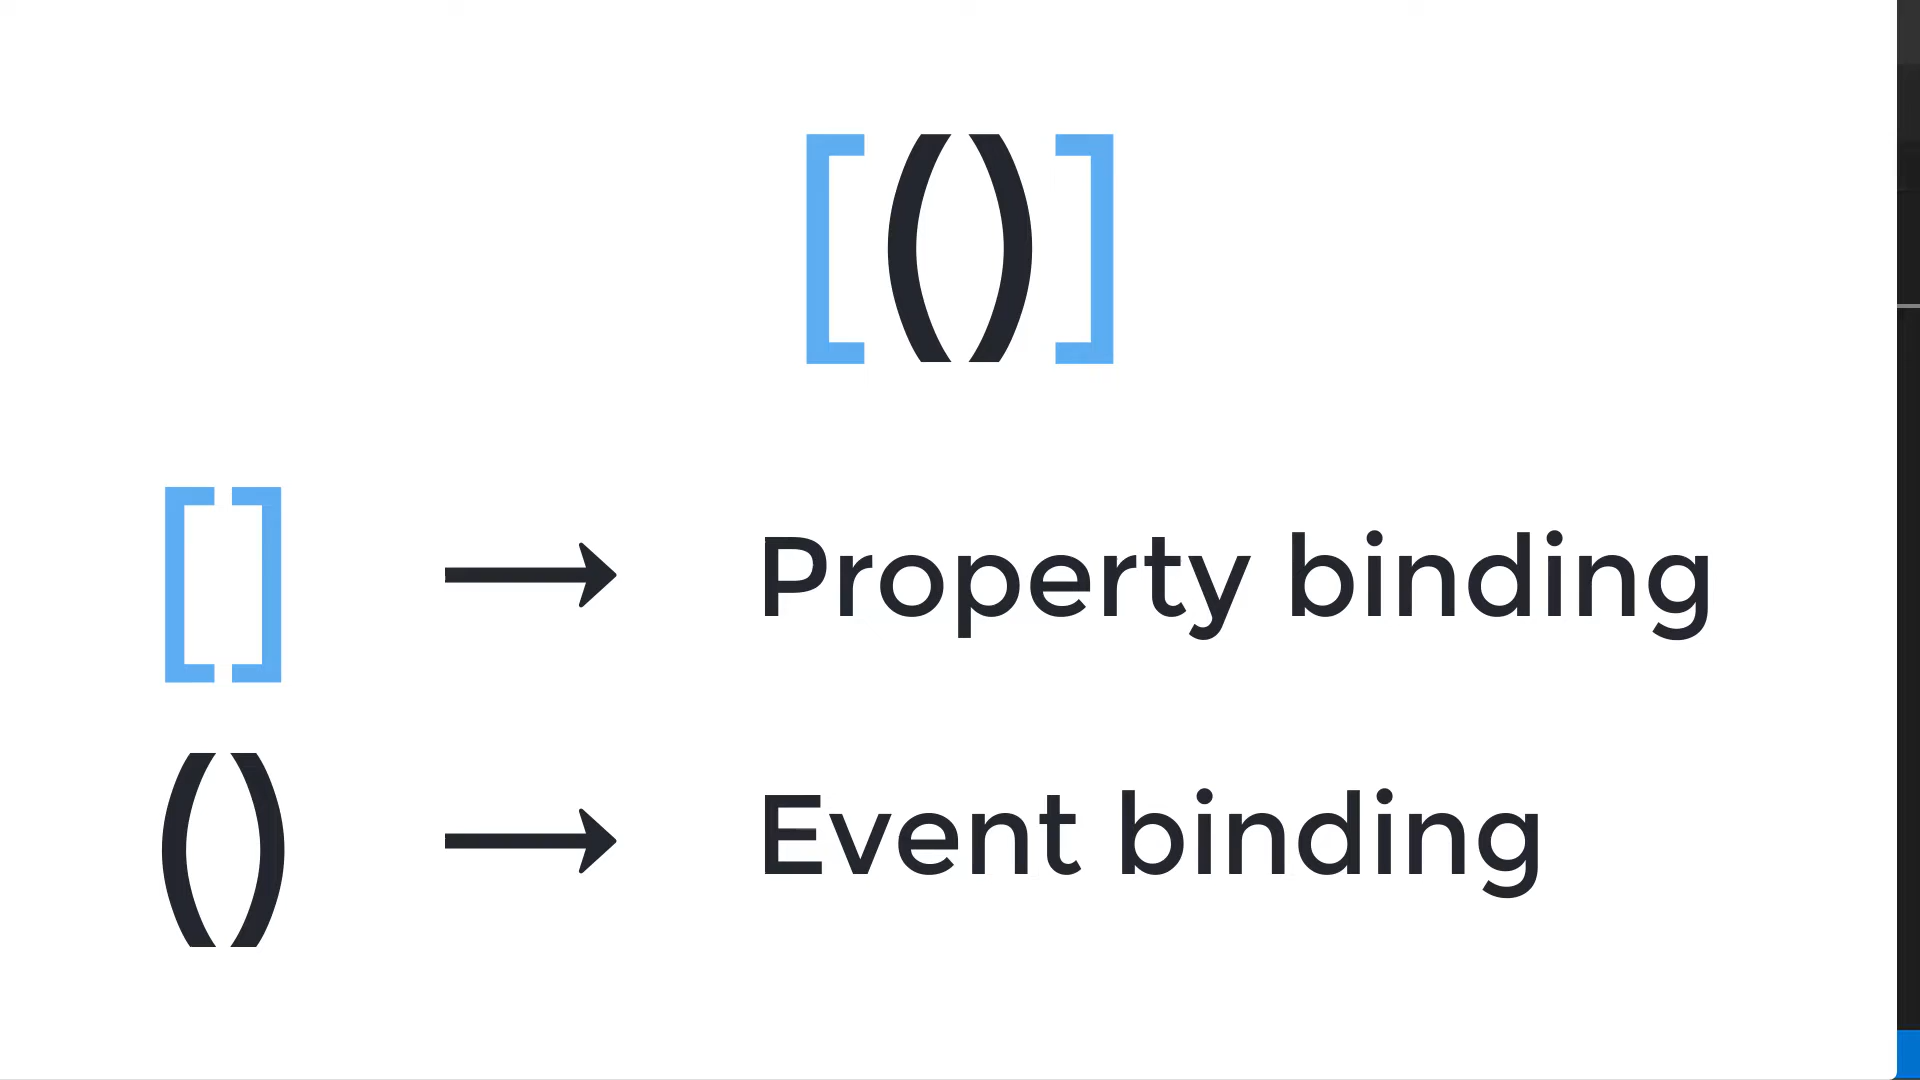 [()]
[] → Property binding
() → Event binding